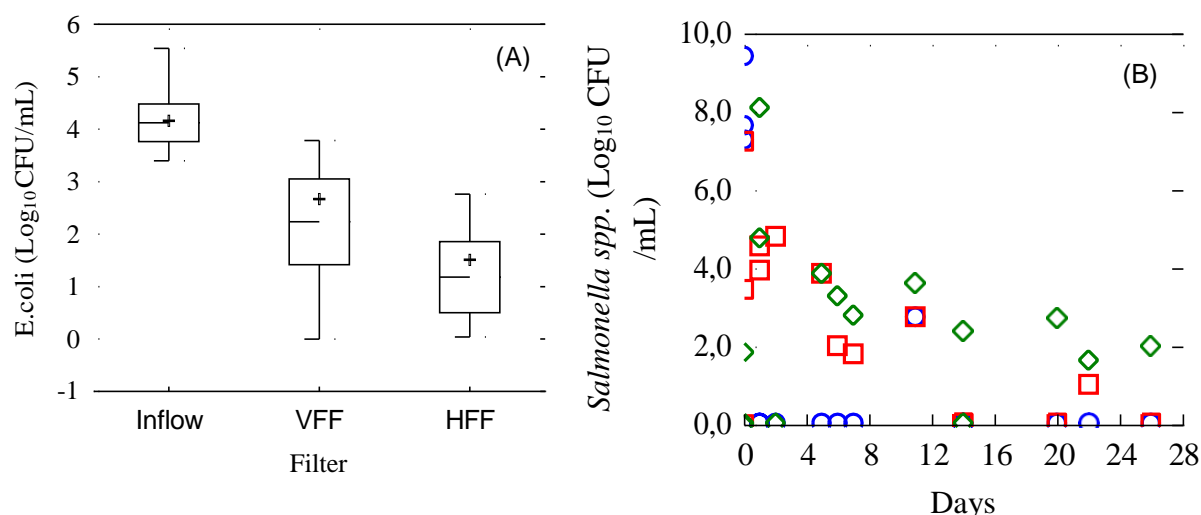 6
5
4
3
2
1
0
-1
E.coli (Log₁₀CFU/mL)
(A)
Inflow
VFF
HFF
Filter
10,0
8,0
6,0
4,0
2,0
0,0
Salmonella spp. (Log₁₀ CFU
/mL)
(B)
0 4 8 12 16 20 24 28
Days